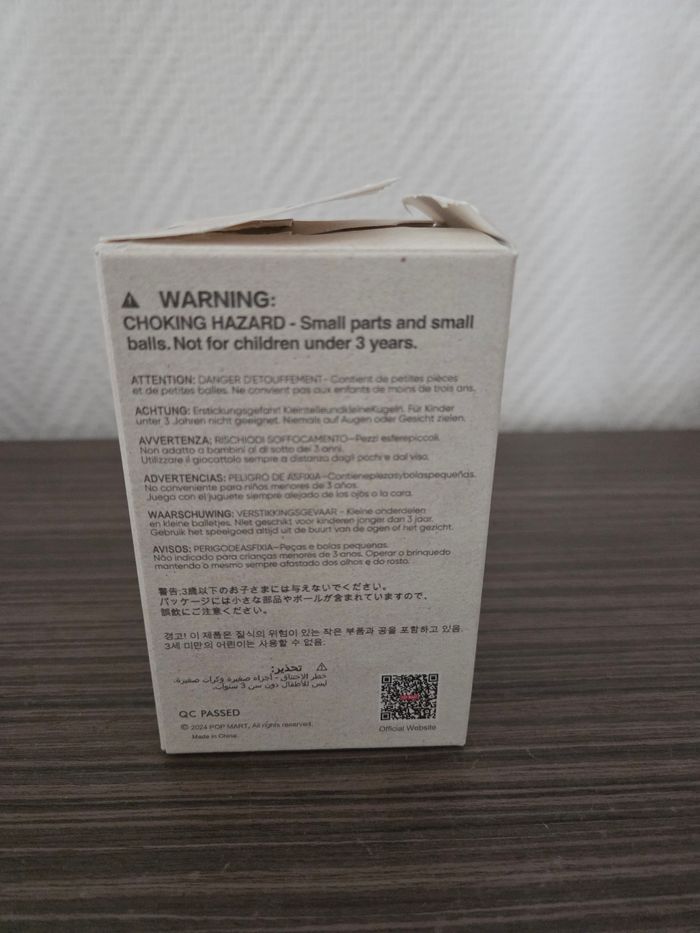 ⚠ WARNING:
CHOKING HAZARD - Small parts and small
balls. Not for children under 3 years.
ATTENTION: DANGER D'ETOUFFEMENT- Contient de petites pièces
et de petites balles. Ne convient pas aux enfants de moins de trois ans.
ACHTUNG: Erstickungsgefahr! KleinteileundkleineKugeln. Für Kinder
unter 3 Jahren nicht geeignet. Niemals auf Augen oder Gesicht zielen.
AVVERTENZA; RISCHIODI SOFFOCAMENTO—Pezzi esferepiccoli.
Non adatto a bambini al di sotto dei 3 anni.
Utilizzare il giocattolo sempre a distanza dagli occhi e dal viso.
ADVERTENCIAS: PELIGRO DE ASFIXIA—Contienepiezasybolaspequeñas.
No conveniente para niños menores de 3 años.
Juega con el juguete siempre alejado de los ojos o la cara.
WAARSCHUWING: VERSTIKKINGSGEVAAR - Kleine onderdelen
en kleine balletjes. Niet geschikt voor kinderen jonger dan 3 jaar.
Gebruik het speelgoed altijd uit de buurt van de ogen of het gezicht.
AVISOS: PERIGODEASFIXIA—Peças e bolas pequenas.
Não indicado para crianças menores de 3 anos. Operar o brinquedo
mantendo o mesmo sempre afastado dos olhos e do rosto.
警告:3歳以下のお子さまには与えないでください。
パッケージには小さな部品やボールが含まれていますので、
誤飲にご注意ください。
경고! 이 제품은 질식의 위험이 있는 작은 부품과 공을 포함하고 있음.
3세 미만의 어린이는 사용할 수 없음.
⚠ تحذير:
خطر الاختناق - أجزاء صغيرة وكرات صغيرة.
ليس للأطفال دون سن 3 سنوات.
QC PASSED
© 2024 POP MART, All rights reserved.
Made in China
Official Website